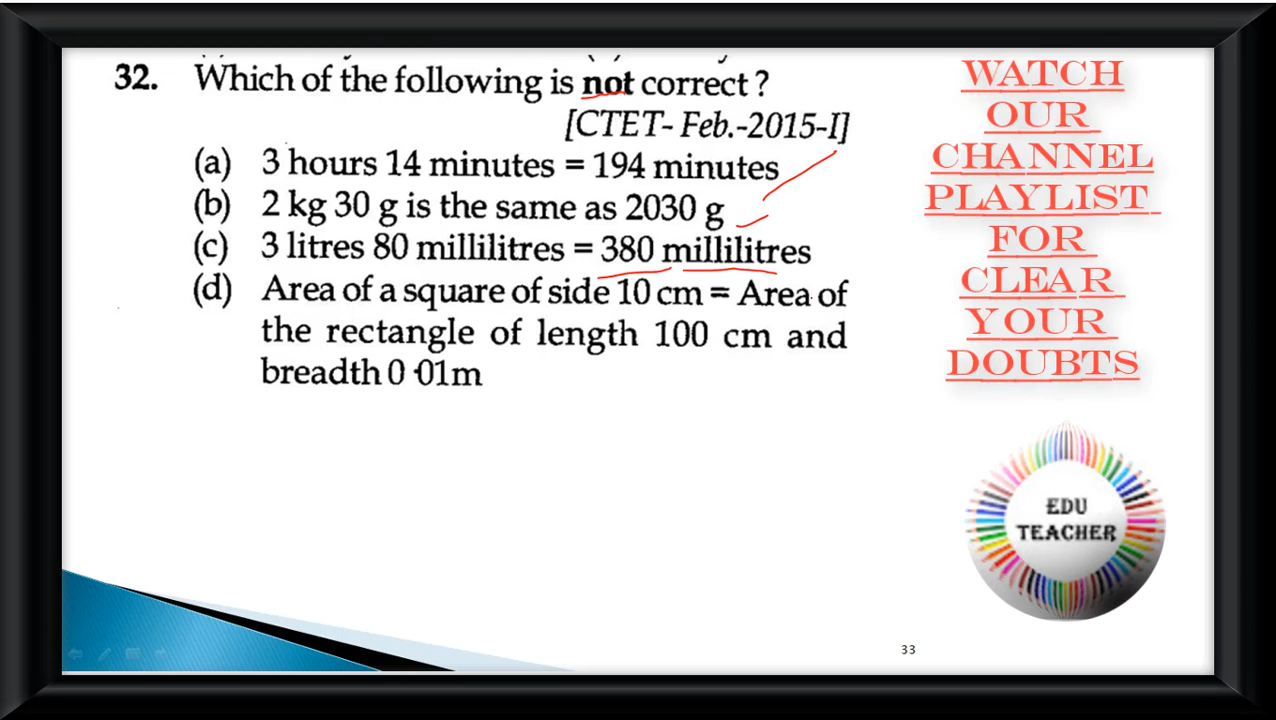 32. Which of the following is not correct ?
[CTET- Feb.-2015-I]
(a) 3 hours 14 minutes = 194 minutes
(b) 2 kg 30 g is the same as 2030 g
(c) 3 litres 80 millilitres = 380 millilitres
(d) Area of a square of side 10 cm = Area of
the rectangle of length 100 cm and
breadth 0·01m
WATCH
OUR
CHANNEL
PLAYLIST
FOR
CLEAR
YOUR
DOUBTS
EDU
TEACHER
33